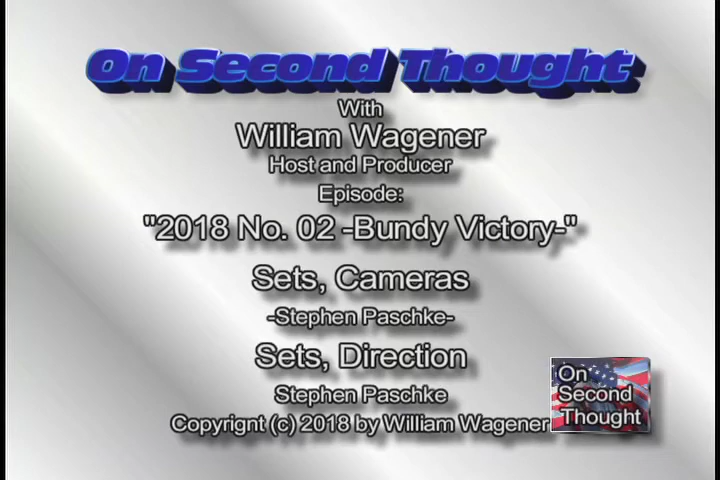 On Second Thought
With
William Wagener
Host and Producer
Episode:
"2018 No. 02 -Bundy Victory-"
Sets, Cameras
-Stephen Paschke-
Sets, Direction
Stephen Paschke
Copyrignt (c) 2018 by William Wagener
On
Second
Thought